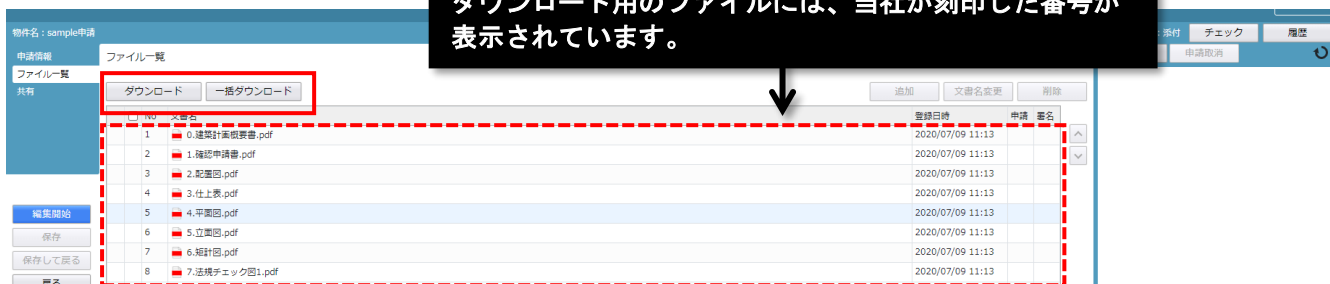 ダウンロード用のファイルには、当社が刻印した番号が
表示されています。
物件名：sample申請
：添付 チェック 履歴
申請情報 ファイル一覧 申請取消
ファイル一覧
共有 ダウンロード 一括ダウンロード 追加 文書名変更 削除
No 文書名 登録日時 申請 署名
1 0.建築計画概要書.pdf 2020/07/09 11:13
2 1.確認申請書.pdf 2020/07/09 11:13
3 2.配置図.pdf 2020/07/09 11:13
4 3.仕上表.pdf 2020/07/09 11:13
編集開始 5 4.平面図.pdf 2020/07/09 11:13
保存 6 5.立面図.pdf 2020/07/09 11:13
保存して戻る 7 6.矩計図.pdf 2020/07/09 11:13
戻る 8 7.法規チェック図1.pdf 2020/07/09 11:13